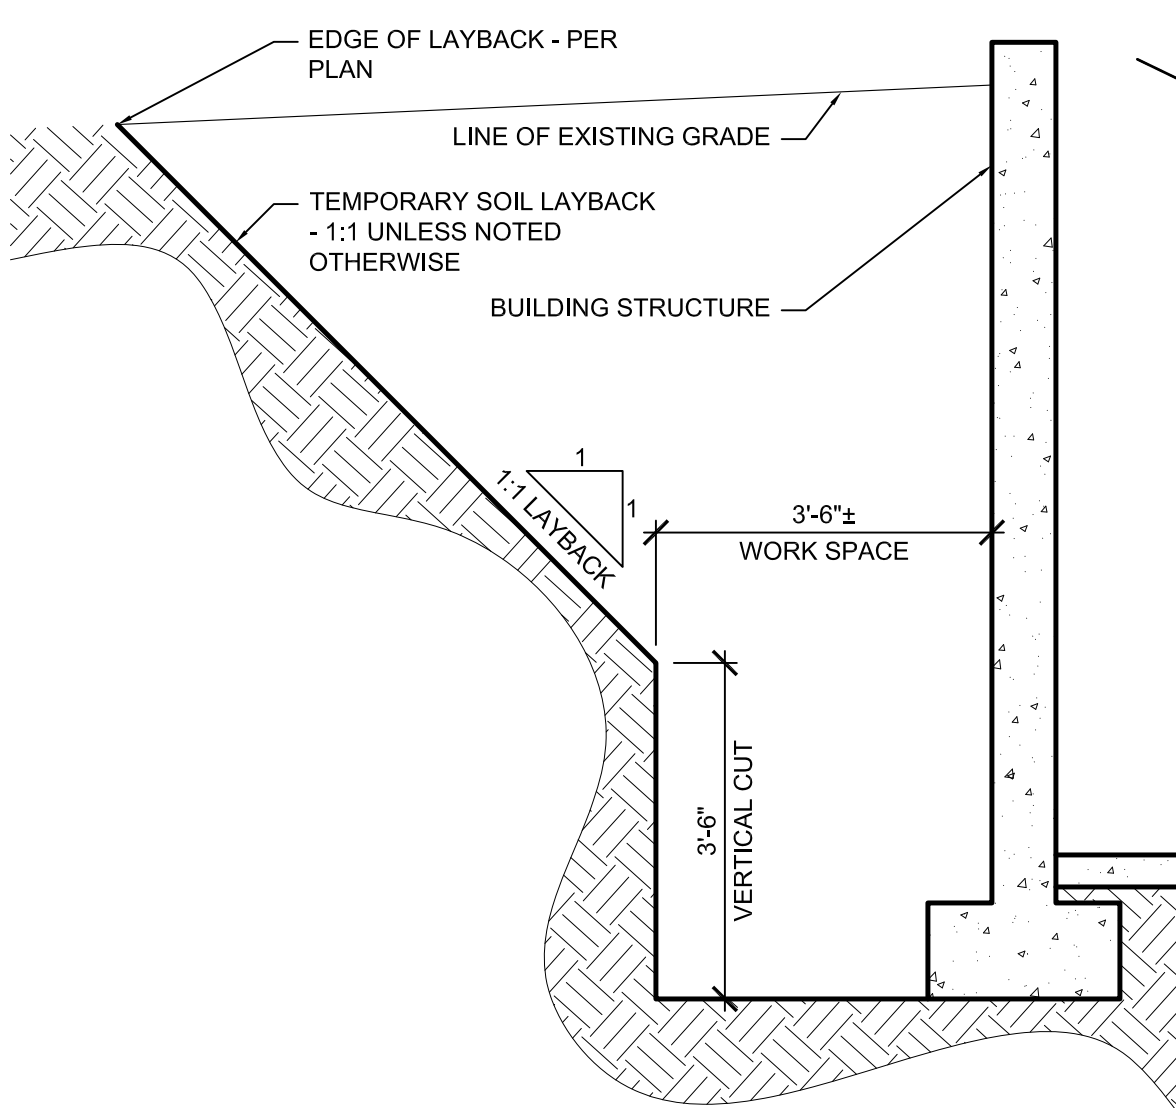 EDGE OF LAYBACK - PER
PLAN
LINE OF EXISTING GRADE
TEMPORARY SOIL LAYBACK
- 1:1 UNLESS NOTED
OTHERWISE
BUILDING STRUCTURE
1
1
1:1 LAYBACK
3'-6"±
WORK SPACE
3'-6"
VERTICAL CUT